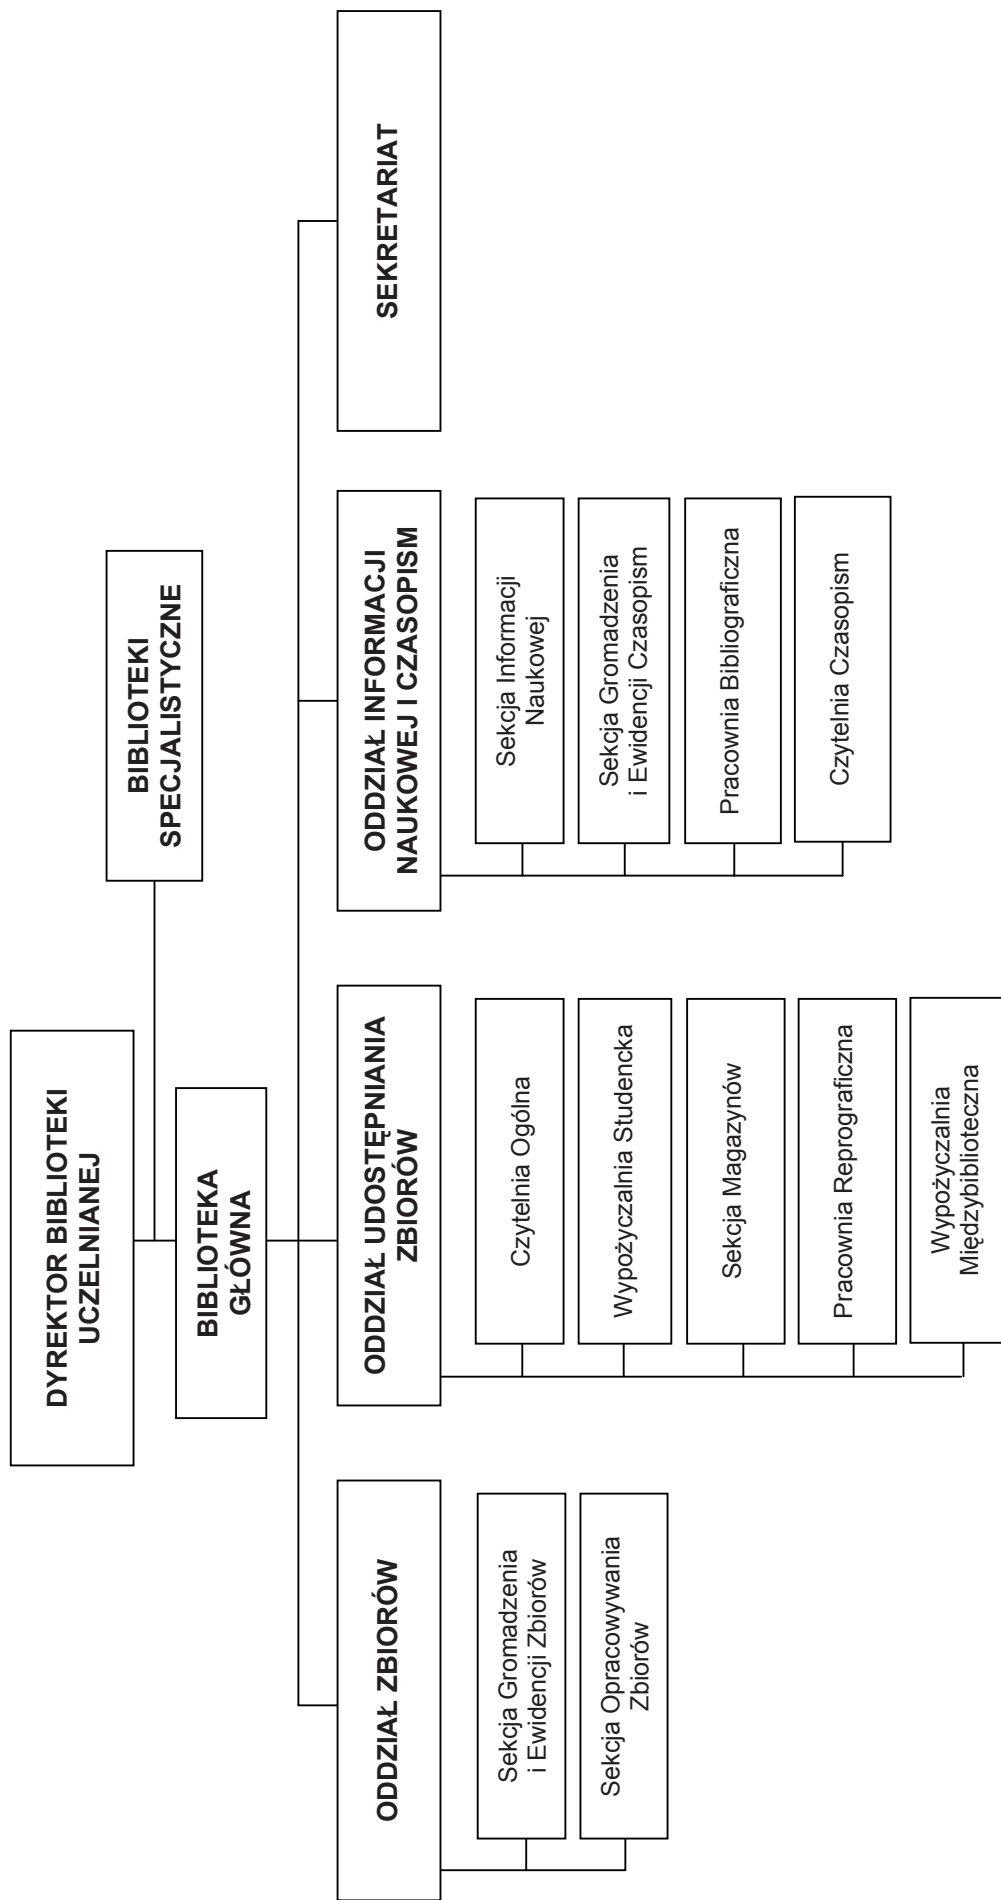 DYREKTOR BIBLIOTEKI
UCZELNIANEJ
BIBLIOTEKI
SPECJALISTYCZNE
BIBLIOTEKA
GŁÓWNA
ODDZIAŁ ZBIORÓW
Sekcja Gromadzenia
i Ewidencji Zbiorów
Sekcja Opracowywania
Zbiorów
ODDZIAŁ UDOSTĘPNIANIA
ZBIORÓW
Czytelnia Ogólna
Wypożyczalnia Studencka
Sekcja Magazynów
Pracownia Reprograficzna
Wypożyczalnia
Międzybiblioteczna
ODDZIAŁ INFORMACJI
NAUKOWEJ I CZASOPISM
Sekcja Informacji
Naukowej
Sekcja Gromadzenia
i Ewidencji Czasopism
Pracownia Bibliograficzna
Czytelnia Czasopism
SEKRETARIAT